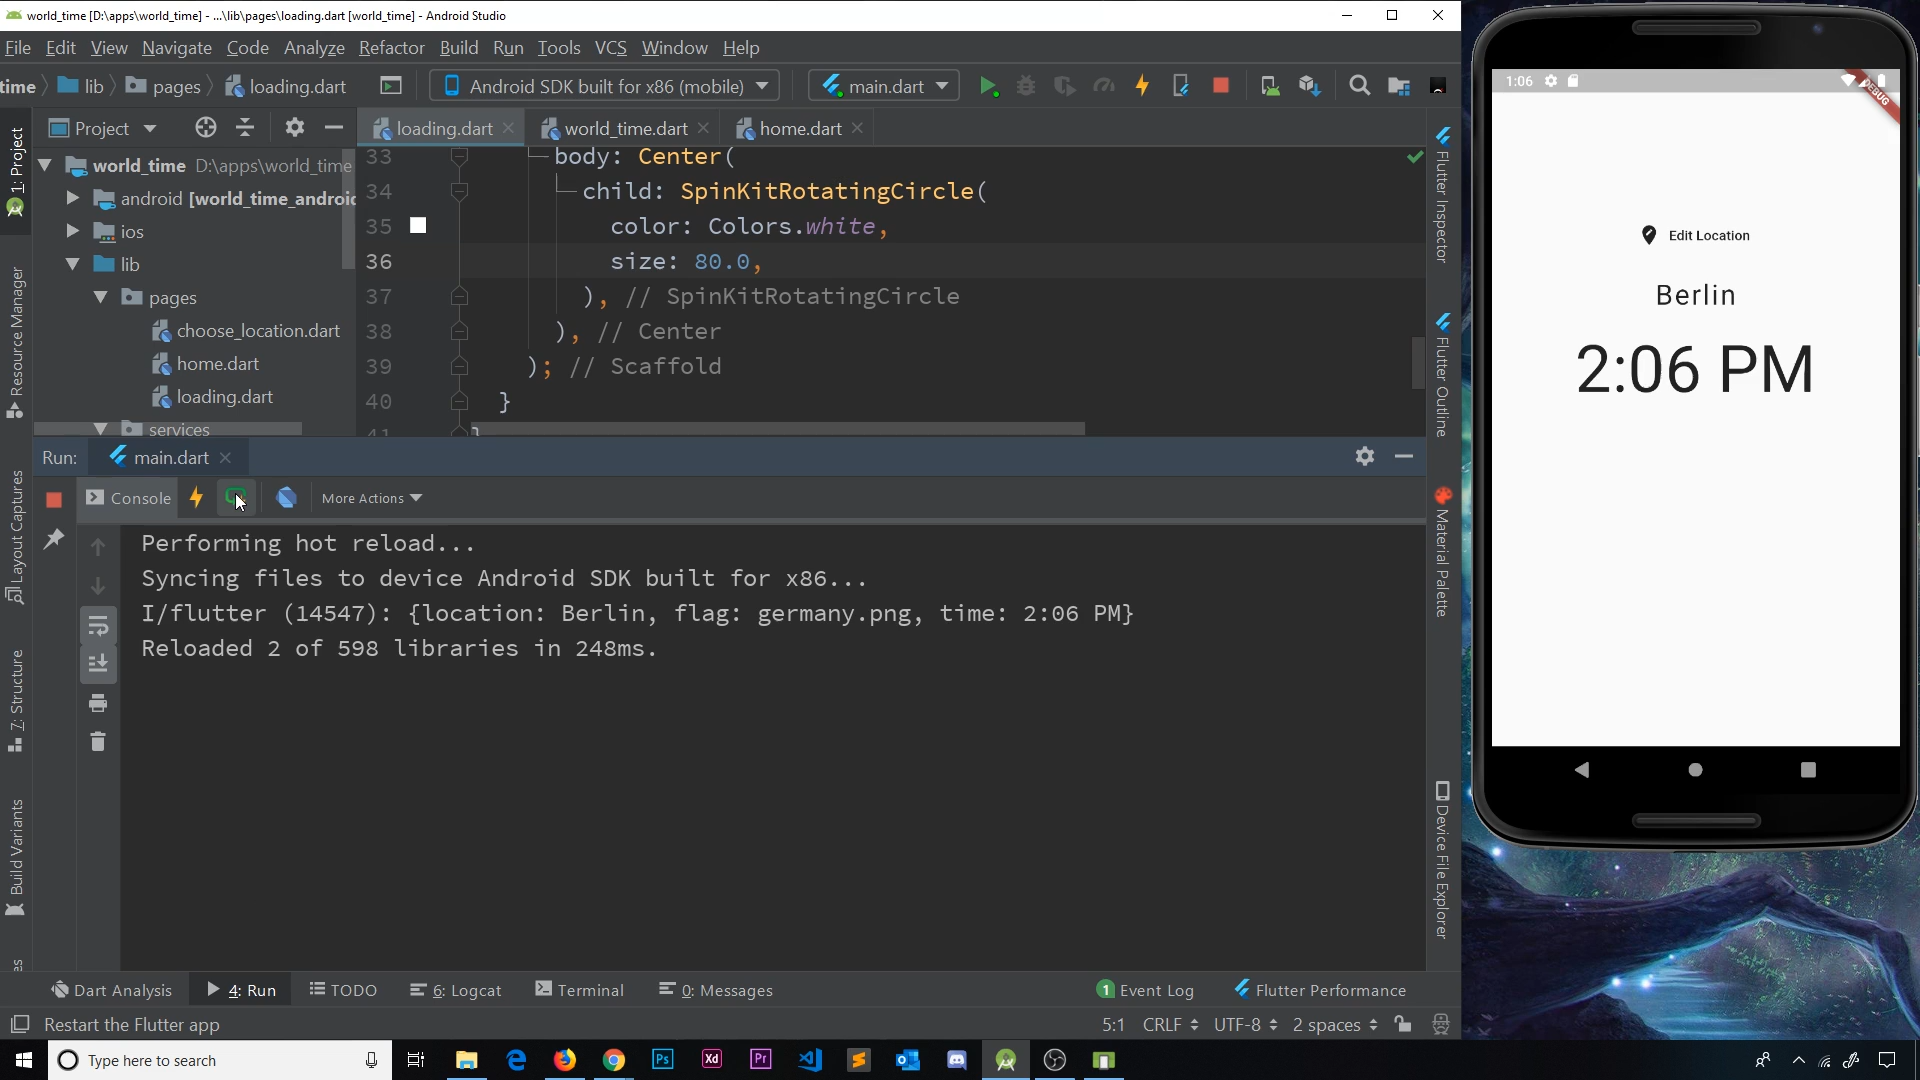 world_time [D:\apps\world_time] - ...\lib\pages\loading.dart [world_time] - Android Studio
File Edit View Navigate Code Analyze Refactor Build Run Tools VCS Window Help
time lib pages loading.dart Android SDK built for x86 (mobile) main.dart
Project
loading.dart world_time.dart home.dart
1: Project
Resource Manager
Layout Captures
7: Structure
Build Variants
world_time D:\apps\world_time
android [world_time_android
ios
lib
pages
choose_location.dart
home.dart
loading.dart
services
33 body: Center(
34 child: SpinKitRotatingCircle(
35 color: Colors.white,
36 size: 80.0,
37 ), // SpinKitRotatingCircle
38 ), // Center
39 ); // Scaffold
40 }
41 }
Flutter Inspector
Flutter Outline
Material Palette
Device File Explorer
Run: main.dart
Console More Actions
Performing hot reload...
Syncing files to device Android SDK built for x86...
I/flutter (14547): {location: Berlin, flag: germany.png, time: 2:06 PM}
Reloaded 2 of 598 libraries in 248ms.
Dart Analysis 4: Run TODO 6: Logcat Terminal 0: Messages 1 Event Log Flutter Performance
Restart the Flutter app 5:1 CRLF UTF-8 2 spaces
Type here to search
Ps Xd Pr
1:06
DEBUG
Edit Location
Berlin
2:06 PM